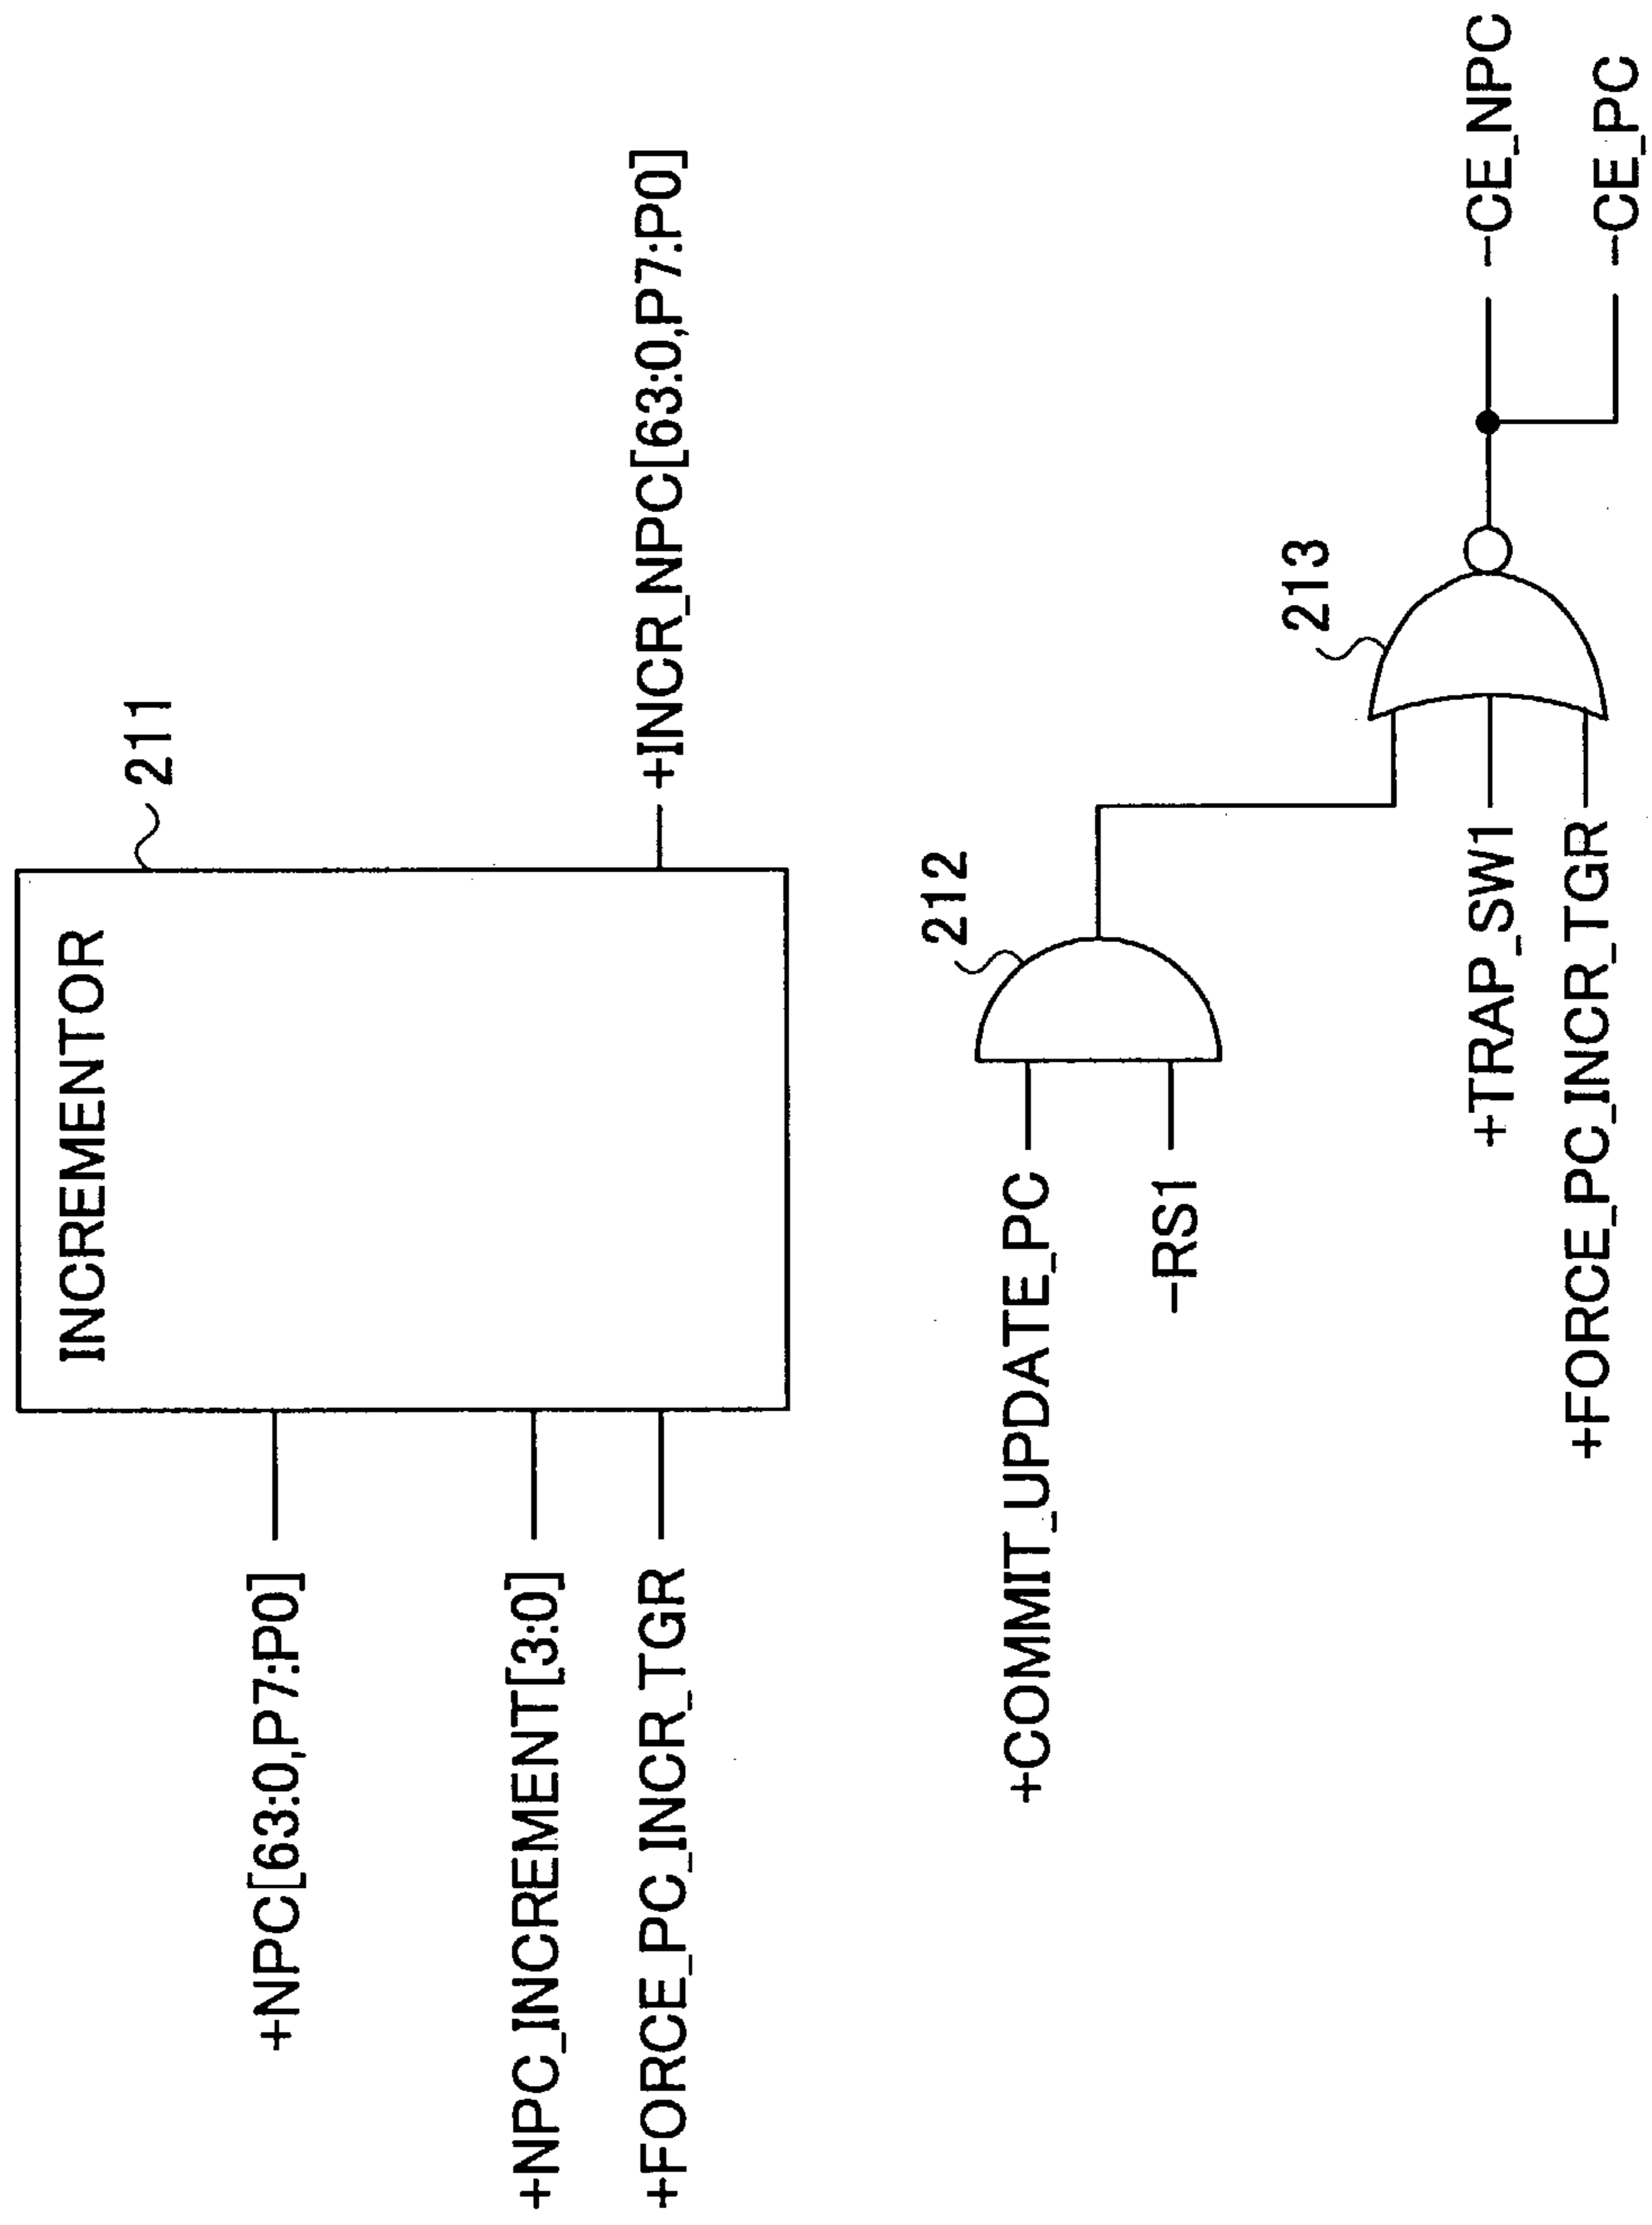 INCREMENTOR
211
+NPC[63:0,P7:P0]
+NPC_INCREMENT[3:0]
+FORCE_PC_INCR_TGR
+INCR_NPC[63:0,P7:P0]
212
+COMMIT_UPDATE_PC
-RS1
213
+TRAP_SW1
+FORCE_PC_INCR_TGR
-CE_NPC
-CE_PC